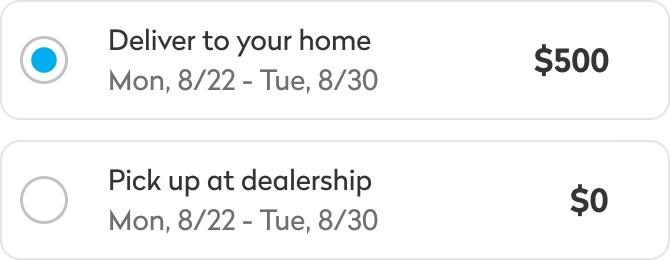 Deliver to your home
Mon, 8/22 - Tue, 8/30
$500
Pick up at dealership
Mon, 8/22 - Tue, 8/30
$0